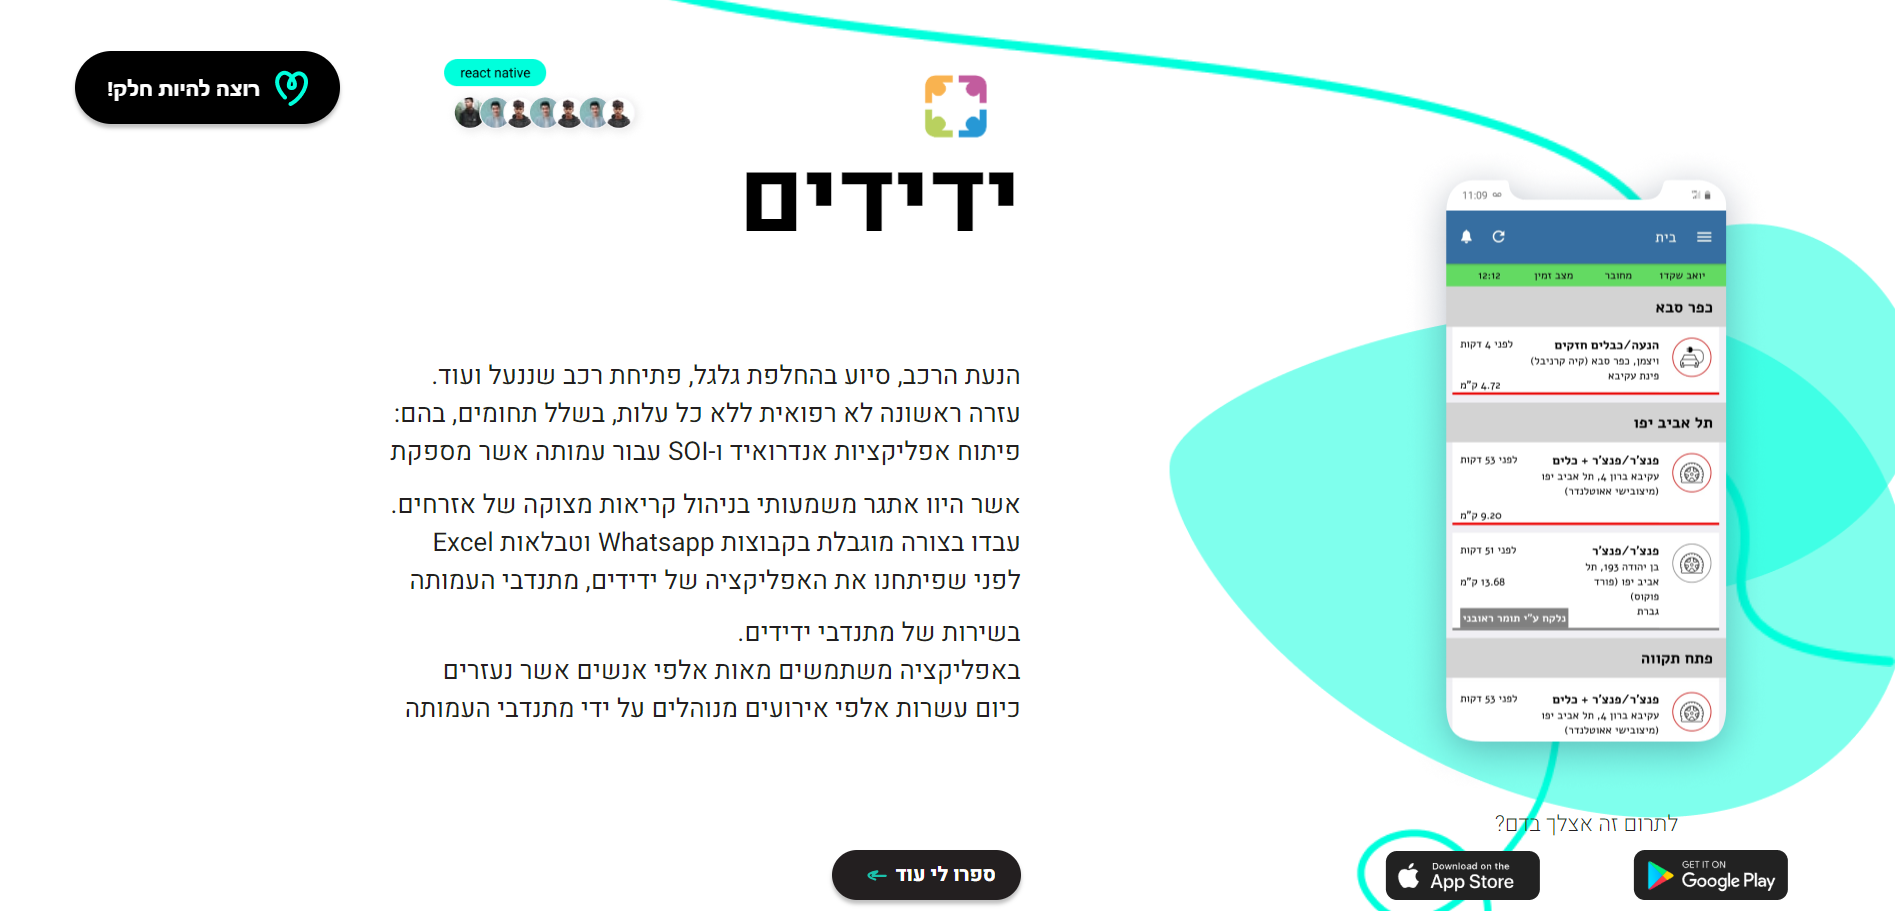 רוצה להיות חלק!
react native
ידידים
הנעת הרכב, סיוע בהחלפת גלגל, פתיחת רכב שננעל ועוד.
עזרה ראשונה לא רפואית ללא כל עלות, בשלל תחומים, בהם:
פיתוח אפליקציות אנדרואיד ו-SOI עבור עמותה אשר מספקת
אשר היוו אתגר משמעותי בניהול קריאות מצוקה של אזרחים.
עבדו בצורה מוגבלת בקבוצות Whatsapp וטבלאות Excel
לפני שפיתחנו את האפליקציה של ידידים, מתנדבי העמותה
בשירות של מתנדבי ידידים.
באפליקציה משתמשים מאות אלפי אנשים אשר נעזרים
כיום עשרות אלפי אירועים מנוהלים על ידי מתנדבי העמותה
ספרו לי עוד
11:09
בית
יואב שקדו מחובר מצב זמין 12:12
כפר סבא
הנעה/כבלים חזקים לפני 4 דקות
ויצמן, כפר סבא (קיה קרניבל)
פינת עקיבא
4.72 ק"מ
תל אביב יפו
פנצ'ר/פנצ'ר + כלים לפני 53 דקות
עקיבא ברון 4, תל אביב יפו
(מיצובישי אאוטלנדר)
9.20 ק"מ
פנצ'ר/פנצ'ר לפני 51 דקות
בן יהודה 193, תל
אביב יפו (פורד 13.68 ק"מ
פוקוס)
גברת
נלקח ע"י תומר ראובני
פתח תקווה
פנצ'ר/פנצ'ר + כלים לפני 53 דקות
עקיבא ברון 4, תל אביב יפו
(מיצובישי אאוטלנדר)
לתרום זה אצלך בדם?
Download on the
App Store
GET IT ON
Google Play